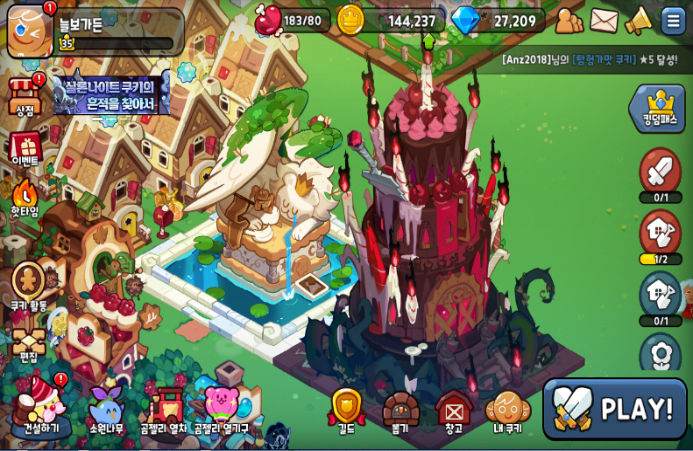 1
늘보가든
35
183/80
144,237
27,209
[Anz2018]님의 [탐험가맛 쿠키] ★5 달성!
상점
실론나이트 쿠키의
흔적을 찾아서
킹덤패스
이벤트
0/1
핫타임
1/2
쿠키 활동
0/1
편집
건설하기
소원나무
곰젤리 열차
곰젤리 열기구
길드
뽑기
창고
내 쿠키
PLAY!